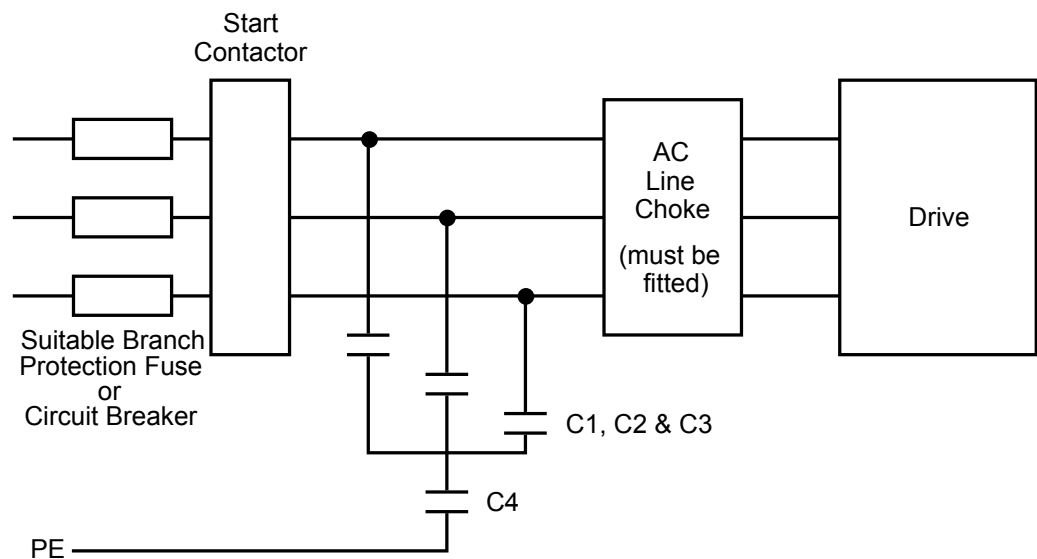 Start
Contactor
AC
Line
Choke
(must be
fitted)
Drive
Suitable Branch
Protection Fuse
or
Circuit Breaker
C1, C2 & C3
C4
PE